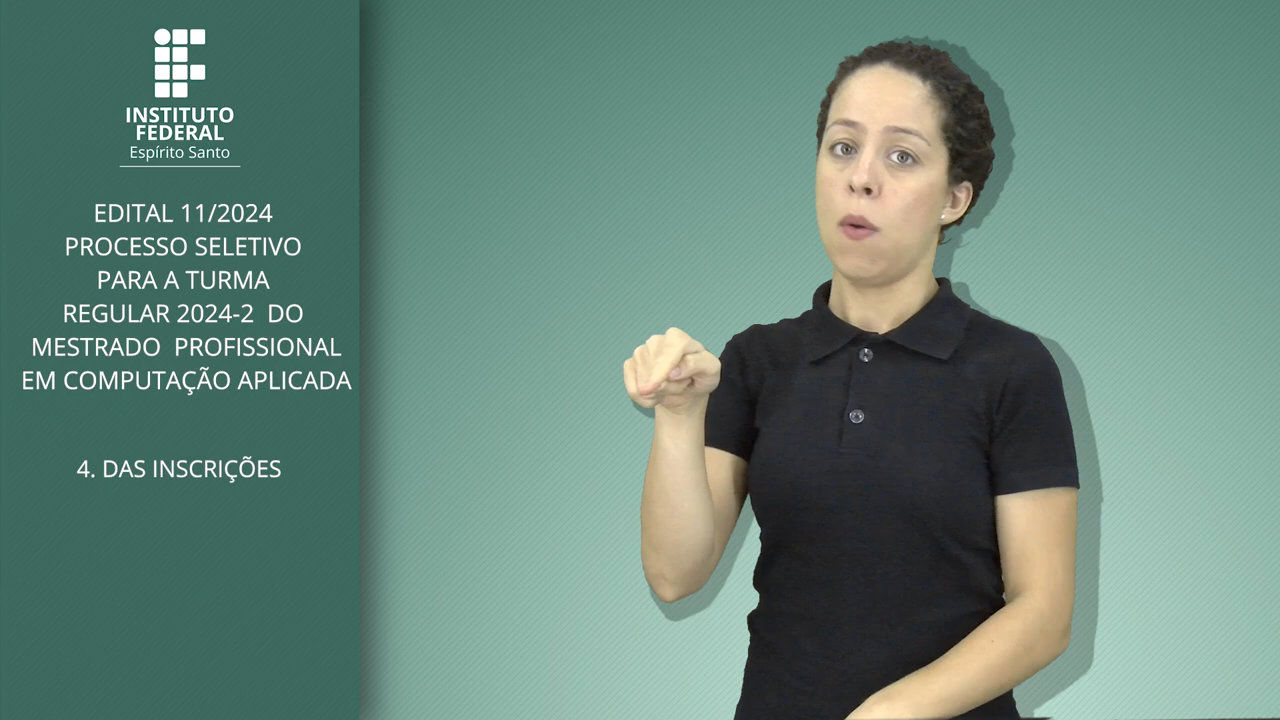 INSTITUTO
FEDERAL
Espírito Santo
EDITAL 11/2024
PROCESSO SELETIVO
PARA A TURMA
REGULAR 2024-2 DO
MESTRADO PROFISSIONAL
EM COMPUTAÇÃO APLICADA
4. DAS INSCRIÇÕES